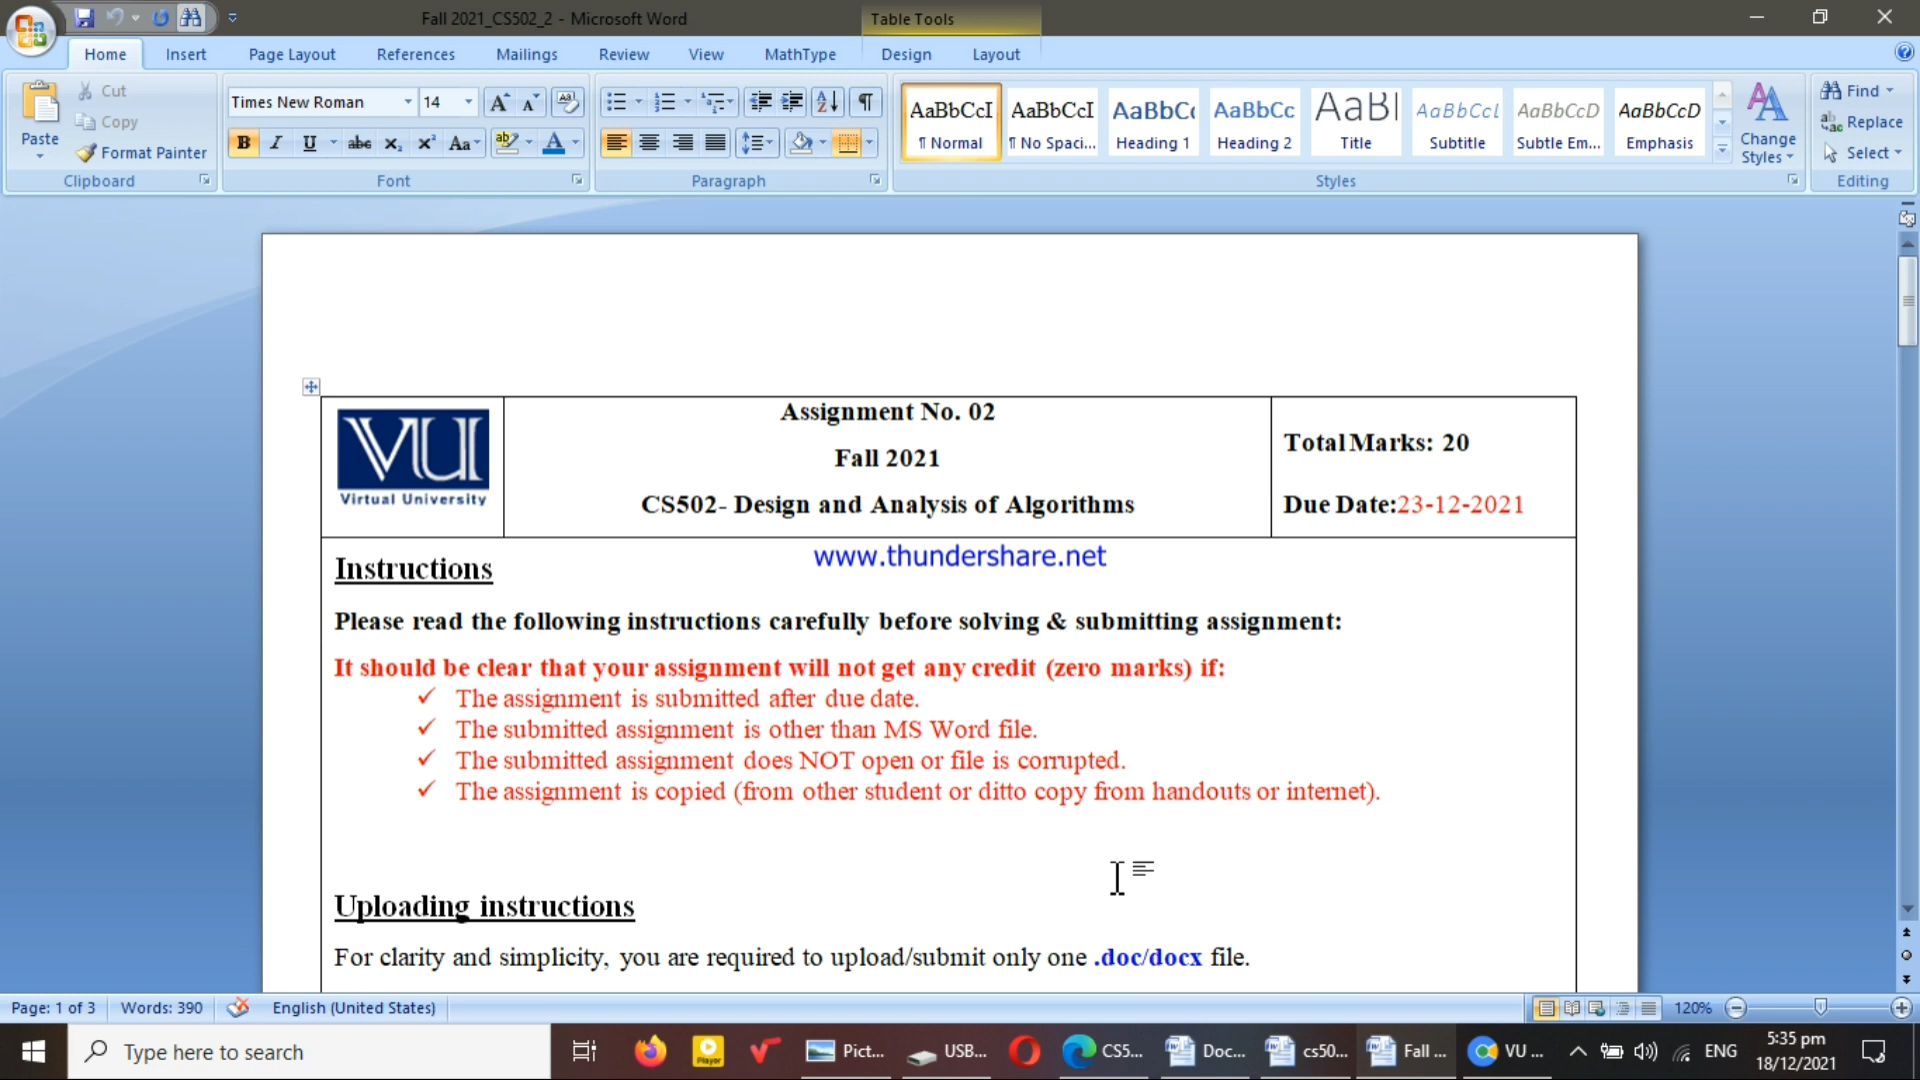 Fall 2021_CS502_2 - Microsoft Word
Table Tools
Home Insert Page Layout References Mailings Review View MathType Design Layout
Paste
Cut
Copy
Format Painter
Clipboard
Times New Roman 14
Font
Paragraph
AaBbCcI AaBbCcI AaBbC AaBbCc AaB AaBbCcI AaBbCcD AaBbCcD
¶ Normal ¶ No Spaci... Heading 1 Heading 2 Title Subtitle Subtle Em... Emphasis
Styles
Change Styles
Find
Replace
Select
Editing
VU
Virtual University
Assignment No. 02
Fall 2021
CS502- Design and Analysis of Algorithms
Total Marks: 20
Due Date:23-12-2021
www.thundershare.net
Instructions
Please read the following instructions carefully before solving & submitting assignment:
It should be clear that your assignment will not get any credit (zero marks) if:
✓ The assignment is submitted after due date.
✓ The submitted assignment is other than MS Word file.
✓ The submitted assignment does NOT open or file is corrupted.
✓ The assignment is copied (from other student or ditto copy from handouts or internet).
Uploading instructions
For clarity and simplicity, you are required to upload/submit only one .doc/docx file.
Page: 1 of 3 Words: 390 English (United States) 120%
Type here to search
Player
Pict... USB... CS5... Doc... cs50... Fall ... VU ...
ENG
5:35 pm
18/12/2021